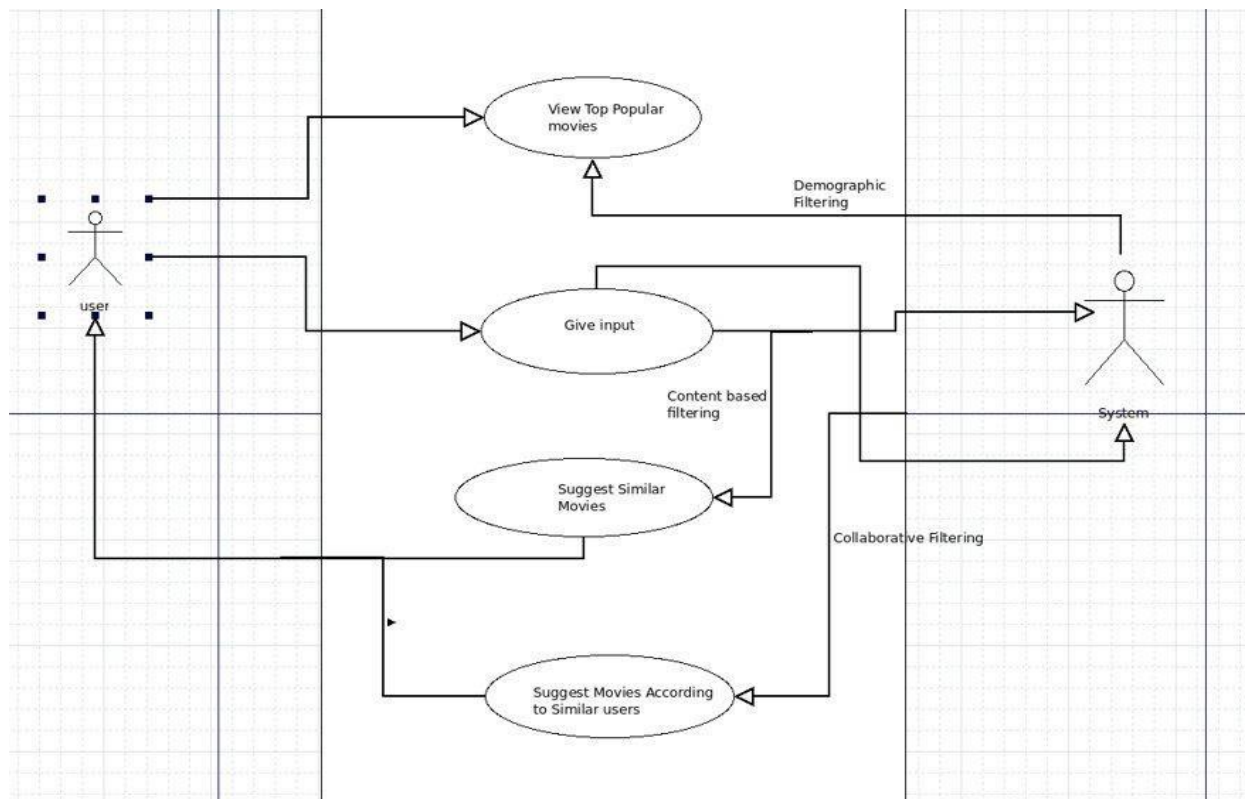 View Top Popular
movies
Demographic
Filtering
user
Give input
Content based
filtering
System
Suggest Similar
Movies
Collaborative Filtering
Suggest Movies According
to Similar users